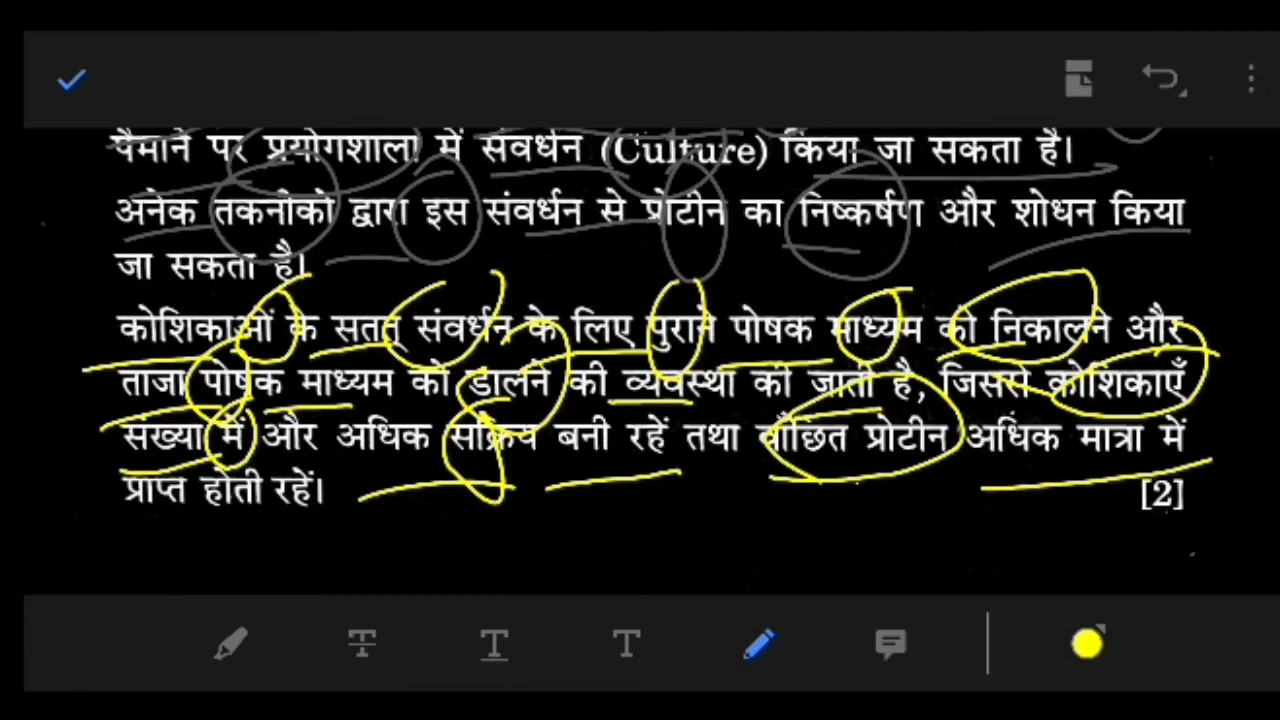 पैमाने पर प्रयोगशाला में संवर्धन (Culture) किया जा सकता है।
अनेक तकनीको द्वारा इस संवर्धन से प्रोटीन का निष्कर्षण और शोधन किया
जा सकता है।
कोशिकाओं के सतत् संवर्धन के लिए पुराने पोषक माध्यम को निकालने और
ताजा पोषक माध्यम को डालने की व्यवस्था की जाती है, जिससे कोशिकाएँ
संख्या में और अधिक सक्रिय बनी रहें तथा वाँछित प्रोटीन अधिक मात्रा में
प्राप्त होती रहें।
[2]
T T T